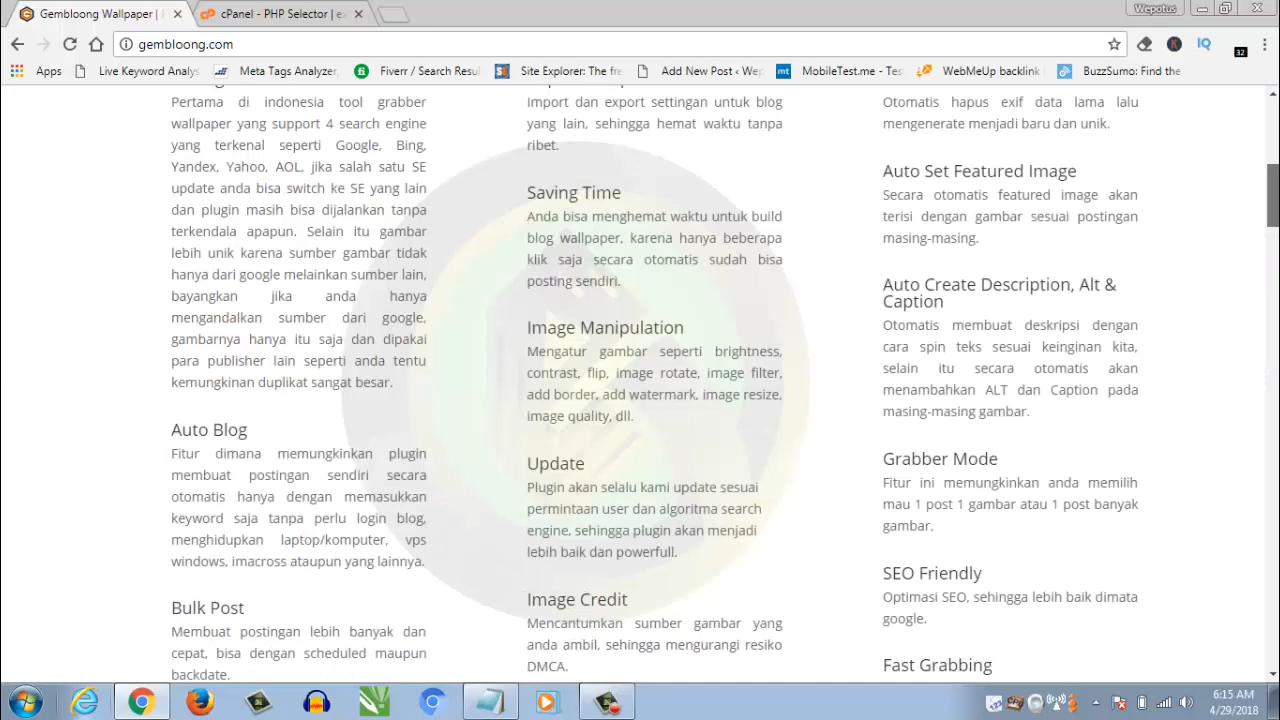 Gembloong Wallpaper |
cPanel - PHP Selector | ex
Wepotus
gembloong.com
32
Apps
Live Keyword Analys
Meta Tags Analyzer,
Fiverr / Search Resul
Site Explorer: The fre
Add New Post ‹ Wep
MobileTest.me - Tes
WebMeUp backlink
BuzzSumo: Find the
Pertama di indonesia tool grabber
wallpaper yang support 4 search engine
yang terkenal seperti Google, Bing,
Yandex, Yahoo, AOL, jika salah satu SE
update anda bisa switch ke SE yang lain
dan plugin masih bisa dijalankan tanpa
terkendala apapun. Selain itu gambar
lebih unik karena sumber gambar tidak
hanya dari google melainkan sumber lain,
bayangkan jika anda hanya
mengandalkan sumber dari google,
gambarnya hanya itu saja dan dipakai
para publisher lain seperti anda tentu
kemungkinan duplikat sangat besar.
Auto Blog
Fitur dimana memungkinkan plugin
membuat postingan sendiri secara
otomatis hanya dengan memasukkan
keyword saja tanpa perlu login blog,
menghidupkan laptop/komputer, vps
windows, imacross ataupun yang lainnya.
Bulk Post
Membuat postingan lebih banyak dan
cepat, bisa dengan scheduled maupun
backdate.
Import dan export settingan untuk blog
yang lain, sehingga hemat waktu tanpa
ribet.
Saving Time
Anda bisa menghemat waktu untuk build
blog wallpaper, karena hanya beberapa
klik saja secara otomatis sudah bisa
posting sendiri.
Image Manipulation
Mengatur gambar seperti brightness,
contrast, flip, image rotate, image filter,
add border, add watermark, image resize,
image quality, dll.
Update
Plugin akan selalu kami update sesuai
permintaan user dan algoritma search
engine, sehingga plugin akan menjadi
lebih baik dan powerfull.
Image Credit
Mencantumkan sumber gambar yang
anda ambil, sehingga mengurangi resiko
DMCA.
Otomatis hapus exif data lama lalu
mengenerate menjadi baru dan unik.
Auto Set Featured Image
Secara otomatis featured image akan
terisi dengan gambar sesuai postingan
masing-masing.
Auto Create Description, Alt &
Caption
Otomatis membuat deskripsi dengan
cara spin teks sesuai keinginan kita,
selain itu secara otomatis akan
menambahkan ALT dan Caption pada
masing-masing gambar.
Grabber Mode
Fitur ini memungkinkan anda memilih
mau 1 post 1 gambar atau 1 post banyak
gambar.
SEO Friendly
Optimasi SEO, sehingga lebih baik dimata
google.
Fast Grabbing
6:15 AM
4/29/2018